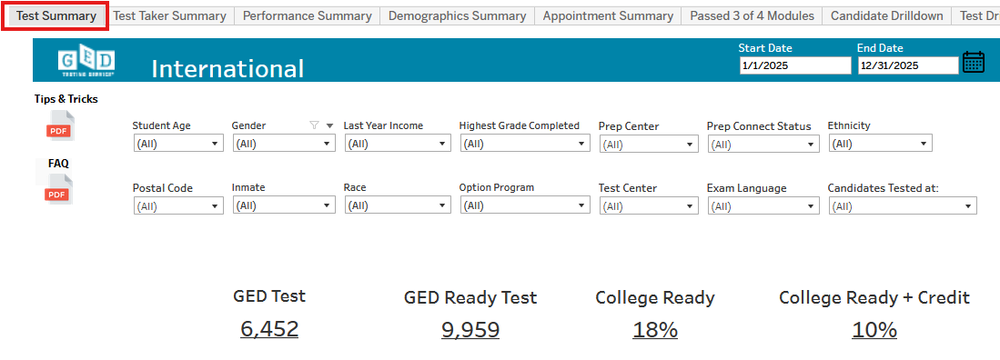 Test Summary Test Taker Summary Performance Summary Demographics Summary Appointment Summary Passed 3 of 4 Modules Candidate Drilldown Test Dri
GED
TESTING SERVICE
International
Start Date End Date
1/1/2025 12/31/2025
Tips & Tricks
PDF
FAQ
PDF
Student Age Gender Last Year Income Highest Grade Completed Prep Center Prep Connect Status Ethnicity
(All) (All) (All) (All) (All) (All) (All)
Postal Code Inmate Race Option Program Test Center Exam Language Candidates Tested at:
(All) (All) (All) (All) (All) (All) (All)
GED Test GED Ready Test College Ready College Ready + Credit
6,452 9,959 18% 10%